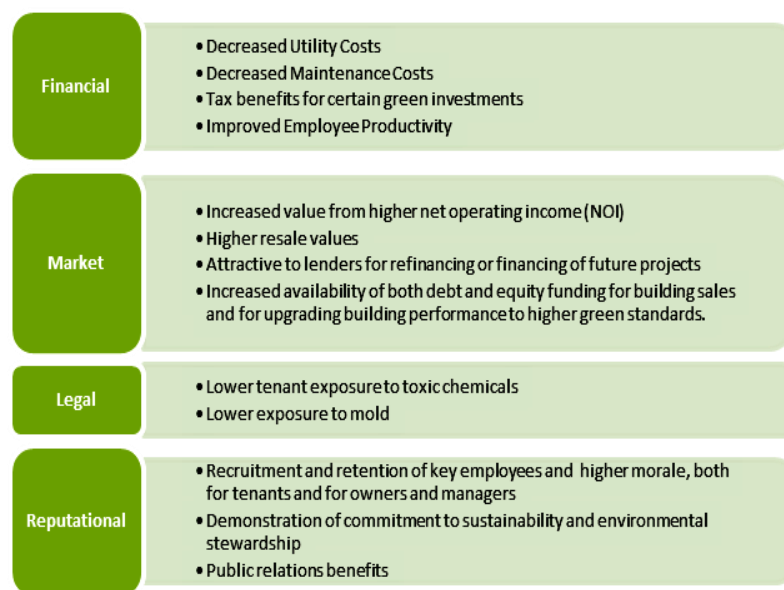 Financial
• Decreased Utility Costs
• Decreased Maintenance Costs
• Tax benefits for certain green investments
• Improved Employee Productivity
Market
• Increased value from higher net operating income (NOI)
• Higher resale values
• Attractive to lenders for refinancing or financing of future projects
• Increased availability of both debt and equity funding for building sales
and for upgrading building performance to higher green standards.
Legal
• Lower tenant exposure to toxic chemicals
• Lower exposure to mold
Reputational
• Recruitment and retention of key employees and higher morale, both
for tenants and for owners and managers
• Demonstration of commitment to sustainability and environmental
stewardship
• Public relations benefits